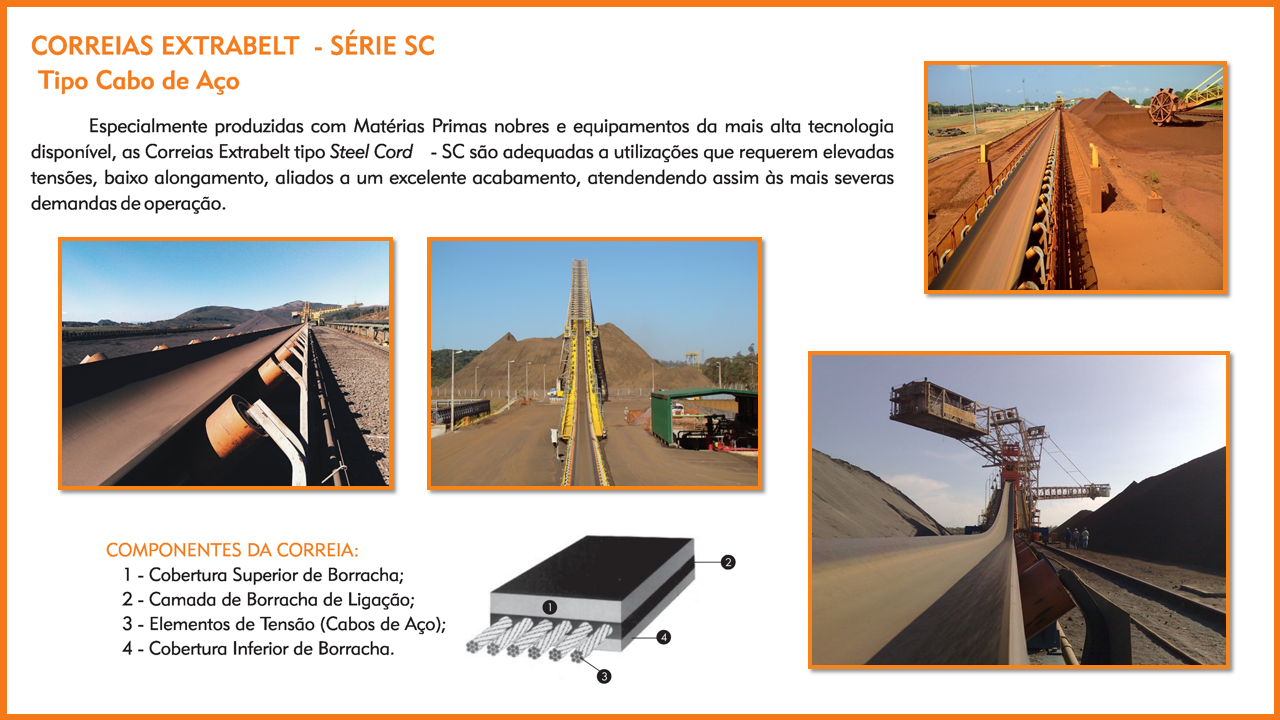 CORREIAS EXTRABELT - SÉRIE SC
Tipo Cabo de Aço
Especialmente produzidas com Matérias Primas nobres e equipamentos da mais alta tecnologia
disponível, as Correias Extrabelt tipo Steel Cord - SC são adequadas a utilizações que requerem elevadas
tensões, baixo alongamento, aliados a um excelente acabamento, atendendendo assim às mais severas
demandas de operação.
COMPONENTES DA CORREIA:
1 - Cobertura Superior de Borracha;
2 - Camada de Borracha de Ligação;
3 - Elementos de Tensão (Cabos de Aço);
4 - Cobertura Inferior de Borracha.
2
1
4
3